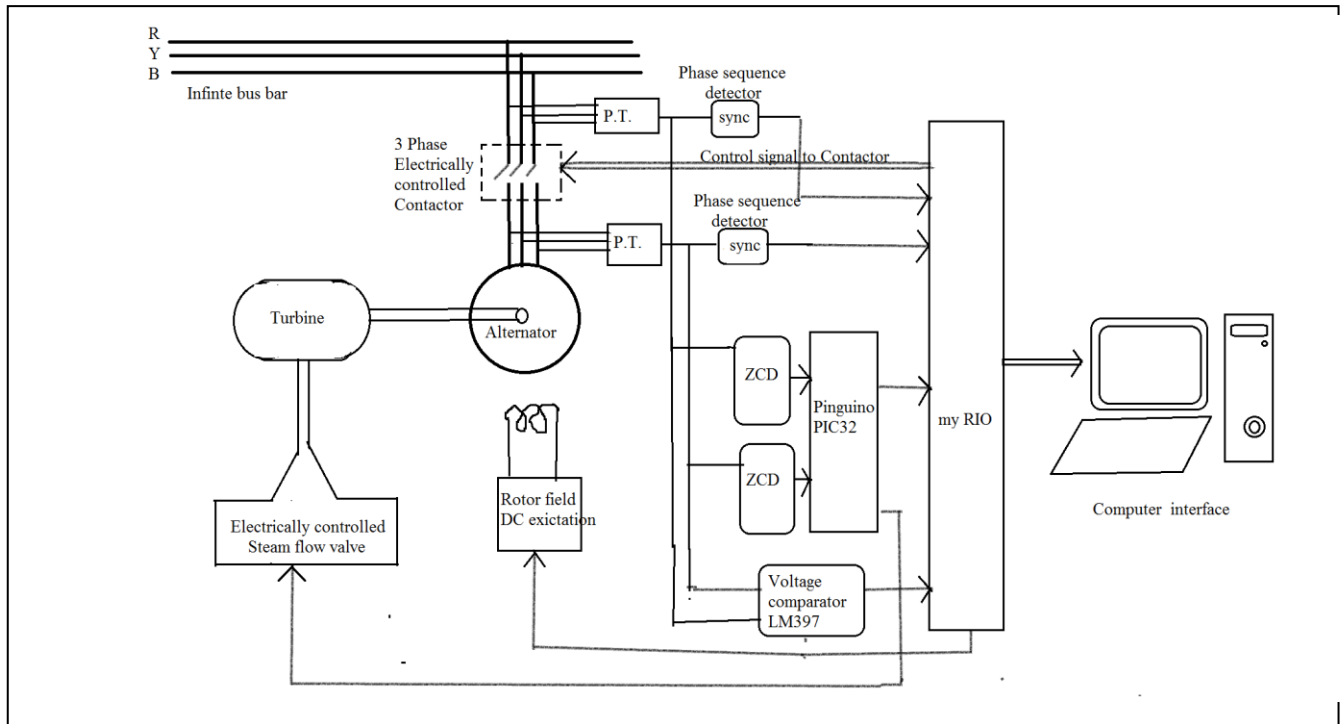 R
Y
B
Infinte bus bar
Phase sequence
detector
P.T.
sync
3 Phase
Electrically
controlled
Contactor
Control signal to Contactor
Phase sequence
detector
P.T.
sync
Turbine
Alternator
ZCD
Pinguino
PIC32
my RIO
ZCD
Rotor field
DC exictation
Electrically controlled
Steam flow valve
Computer interface
Voltage
comparator
LM397